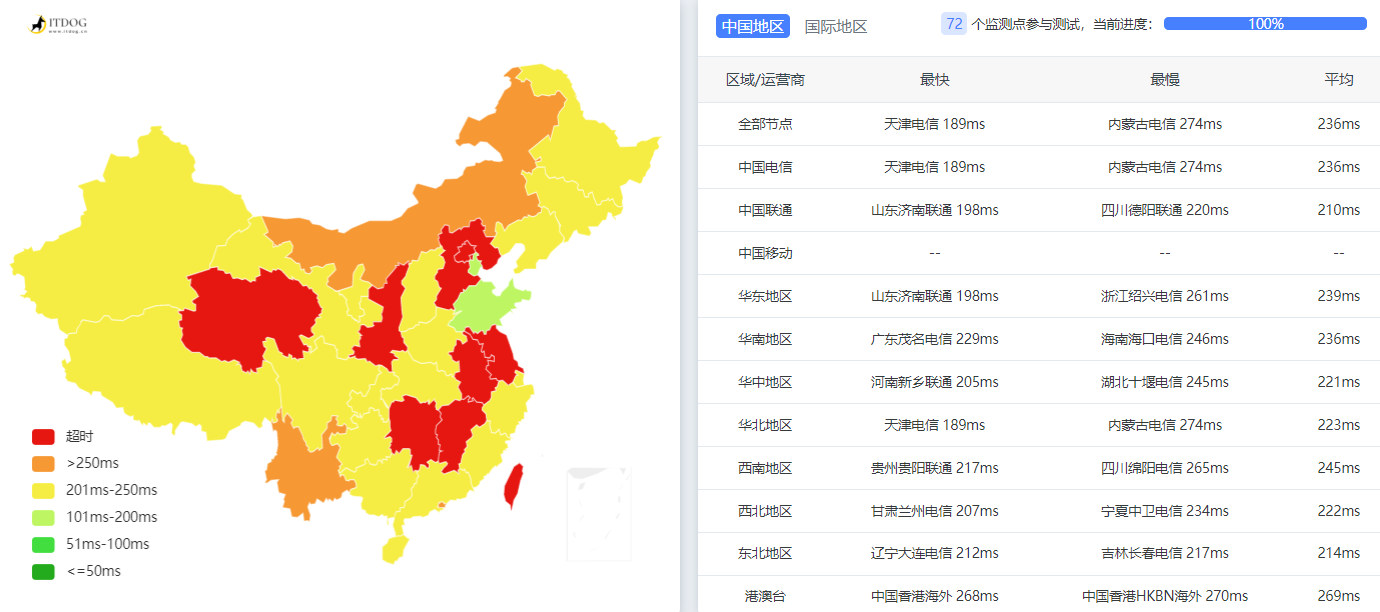 ITDOG
www.itdog.cn
超时
>250ms
201ms-250ms
101ms-200ms
51ms-100ms
<=50ms
中国地区 国际地区 72 个监测点参与测试，当前进度： 100%
区域/运营商 最快 最慢 平均
全部节点 天津电信 189ms 内蒙古电信 274ms 236ms
中国电信 天津电信 189ms 内蒙古电信 274ms 236ms
中国联通 山东济南联通 198ms 四川德阳联通 220ms 210ms
中国移动 -- -- --
华东地区 山东济南联通 198ms 浙江绍兴电信 261ms 239ms
华南地区 广东茂名电信 229ms 海南海口电信 246ms 236ms
华中地区 河南新乡联通 205ms 湖北十堰电信 245ms 221ms
华北地区 天津电信 189ms 内蒙古电信 274ms 223ms
西南地区 贵州贵阳联通 217ms 四川绵阳电信 265ms 245ms
西北地区 甘肃兰州电信 207ms 宁夏中卫电信 234ms 222ms
东北地区 辽宁大连电信 212ms 吉林长春电信 217ms 214ms
港澳台 中国香港海外 268ms 中国香港HKBN海外 270ms 269ms